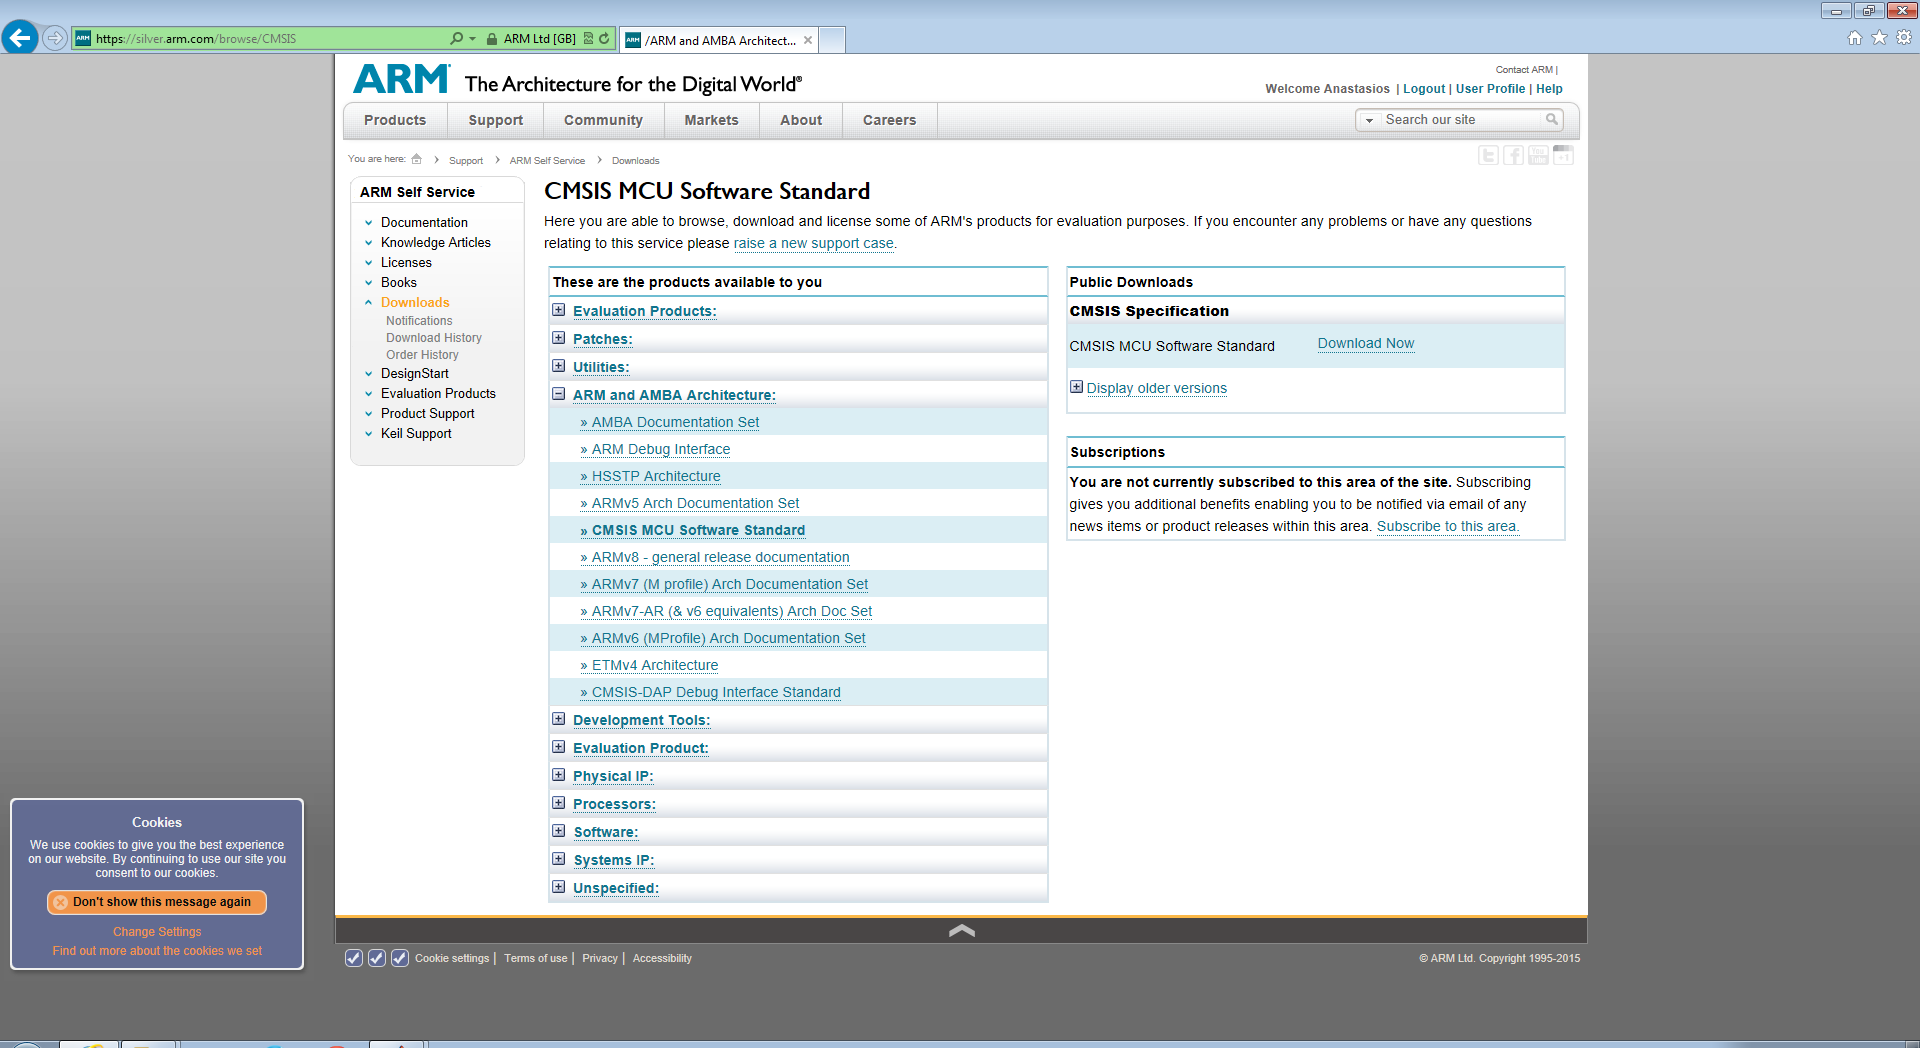 https://silver.arm.com/browse/CMSIS
ARM Ltd [GB]
/ARM and AMBA Architect...
ARM The Architecture for the Digital World®
Contact ARM |
Welcome Anastasios | Logout | User Profile | Help
Products Support Community Markets About Careers
Search our site
You are here: Support ARM Self Service Downloads
ARM Self Service
Documentation
Knowledge Articles
Licenses
Books
Downloads
Notifications
Download History
Order History
DesignStart
Evaluation Products
Product Support
Keil Support
CMSIS MCU Software Standard
Here you are able to browse, download and license some of ARM's products for evaluation purposes. If you encounter any problems or have any questions
relating to this service please raise a new support case.
These are the products available to you
Evaluation Products:
Patches:
Utilities:
ARM and AMBA Architecture:
» AMBA Documentation Set
» ARM Debug Interface
» HSSTP Architecture
» ARMv5 Arch Documentation Set
» CMSIS MCU Software Standard
» ARMv8 - general release documentation
» ARMv7 (M profile) Arch Documentation Set
» ARMv7-AR (& v6 equivalents) Arch Doc Set
» ARMv6 (MProfile) Arch Documentation Set
» ETMv4 Architecture
» CMSIS-DAP Debug Interface Standard
Development Tools:
Evaluation Product:
Physical IP:
Processors:
Software:
Systems IP:
Unspecified:
Public Downloads
CMSIS Specification
CMSIS MCU Software Standard Download Now
Display older versions
Subscriptions
You are not currently subscribed to this area of the site. Subscribing
gives you additional benefits enabling you to be notified via email of any
news items or product releases within this area. Subscribe to this area.
Cookies
We use cookies to give you the best experience
on our website. By continuing to use our site you
consent to our cookies.
Don't show this message again
Change Settings
Find out more about the cookies we set
Cookie settings | Terms of use | Privacy | Accessibility
© ARM Ltd. Copyright 1995-2015